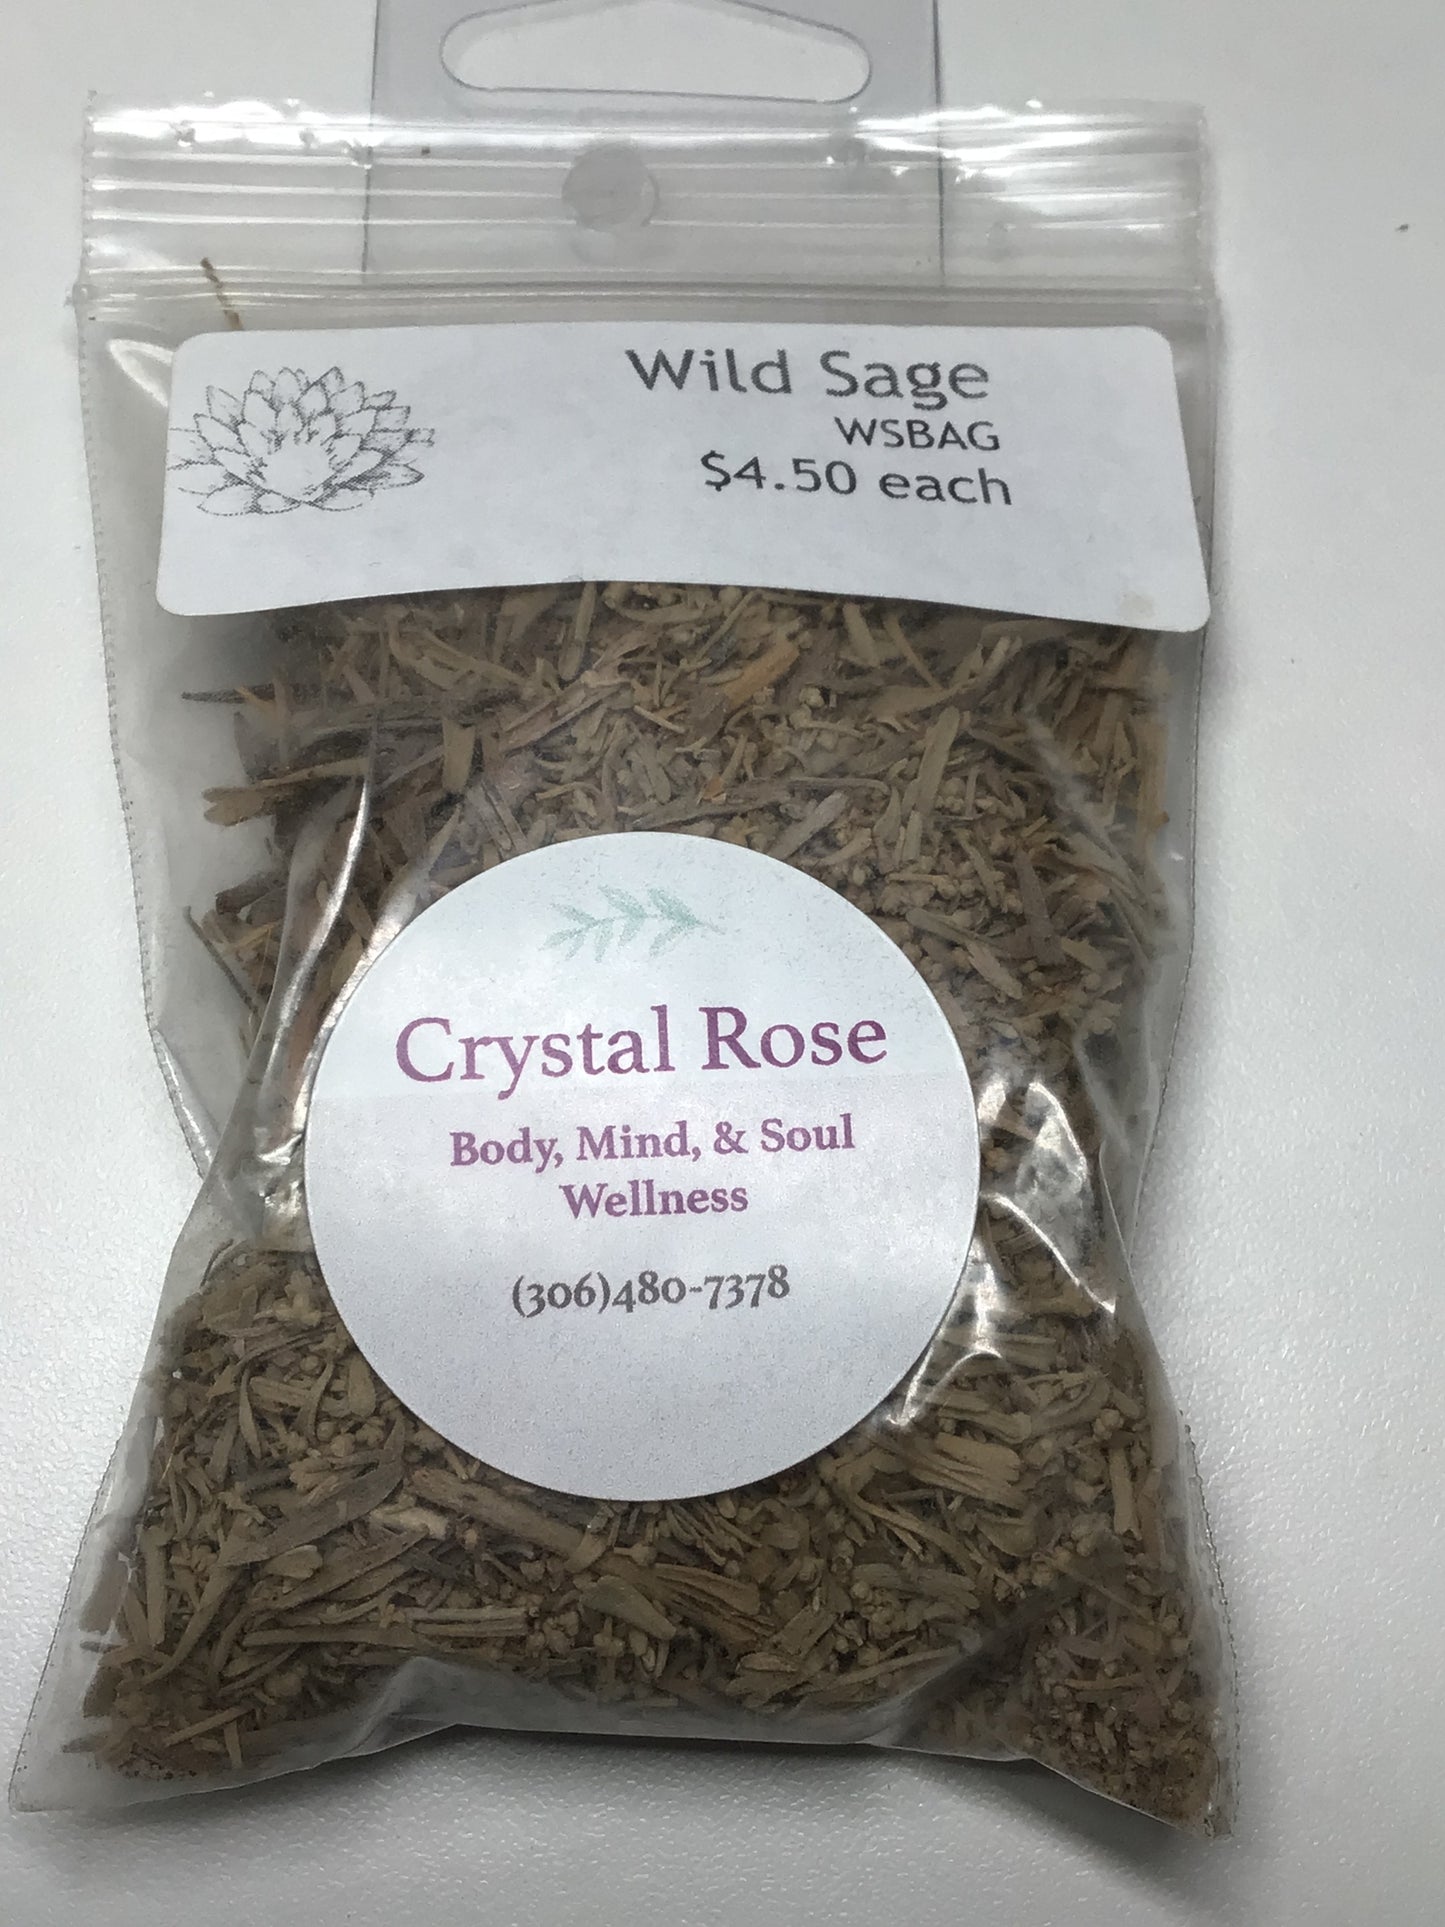 Wild Sage
WSBAG
$4.50 each
Crystal Rose
Body, Mind, & Soul
Wellness
(306)480-7378